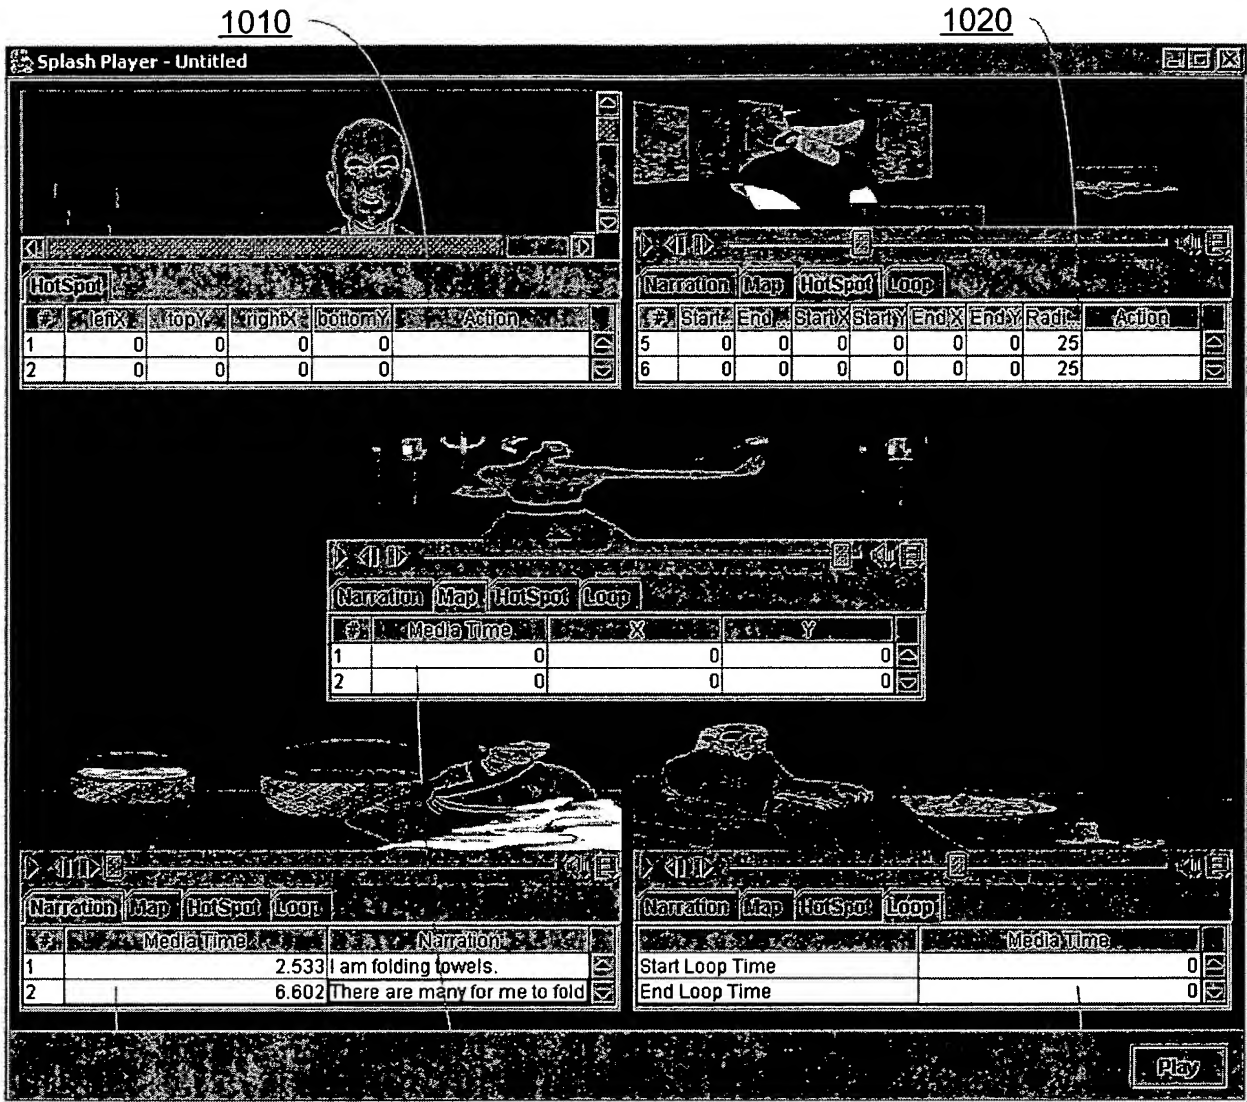 1010
1020
Splash Player - Untitled
HotSpot
# leftX topY rightX bottomY Action
1 0 0 0 0
2 0 0 0 0
Narration Map HotSpot Loop
# Start End Start X Start Y End X End Y Radi... Action
5 0 0 0 0 0 0 25
6 0 0 0 0 0 0 25
Narration Map HotSpot Loop
# Media Time X Y
1 0 0 0
2 0 0 0
Narration Map HotSpot Loop
# Media Time Narration
1 2.533 I am folding towels.
2 6.602 There are many for me to fold
Narration Map HotSpot Loop
Media Time
Start Loop Time 0
End Loop Time 0
Play